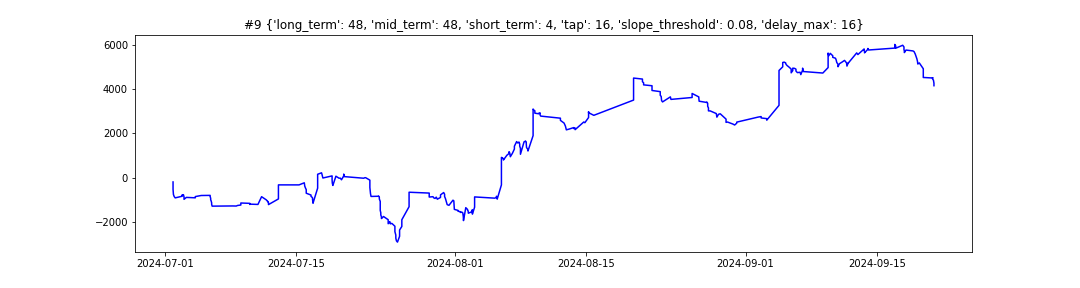 #9 {'long_term': 48, 'mid_term': 48, 'short_term': 4, 'tap': 16, 'slope_threshold': 0.08, 'delay_max': 16}
6000
4000
2000
0
−2000
2024-07-01 2024-07-15 2024-08-01 2024-08-15 2024-09-01 2024-09-15